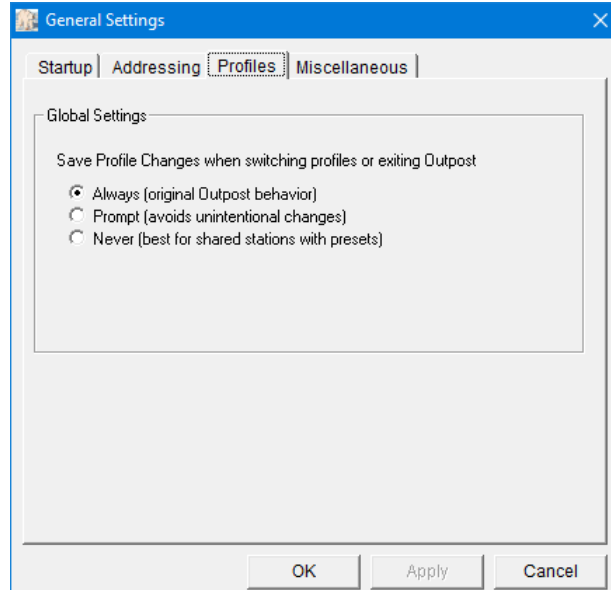 General Settings
Startup Addressing Profiles Miscellaneous
Global Settings
Save Profile Changes when switching profiles or exiting Outpost
Always (original Outpost behavior)
Prompt (avoids unintentional changes)
Never (best for shared stations with presets)
OK Apply Cancel